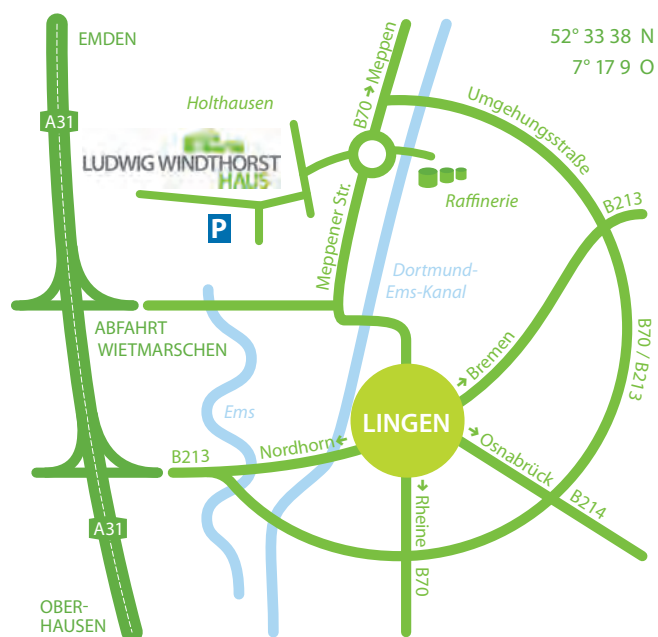 EMDEN
52° 33 38 N
7° 17 9 O
B70 → Meppen
Holthausen
Umgehungsstraße
A31
LUDWIG WINDTHORST
HAUS
Raffinerie
B213
P
Meppener Str.
Dortmund-
Ems-Kanal
ABFAHRT
WIETMARSCHEN
→ Bremen
B70 / B213
Ems
LINGEN
B213
Nordhorn ←
→ Osnabrück
B214
→ Rheine
B70
A31
OBER-
HAUSEN